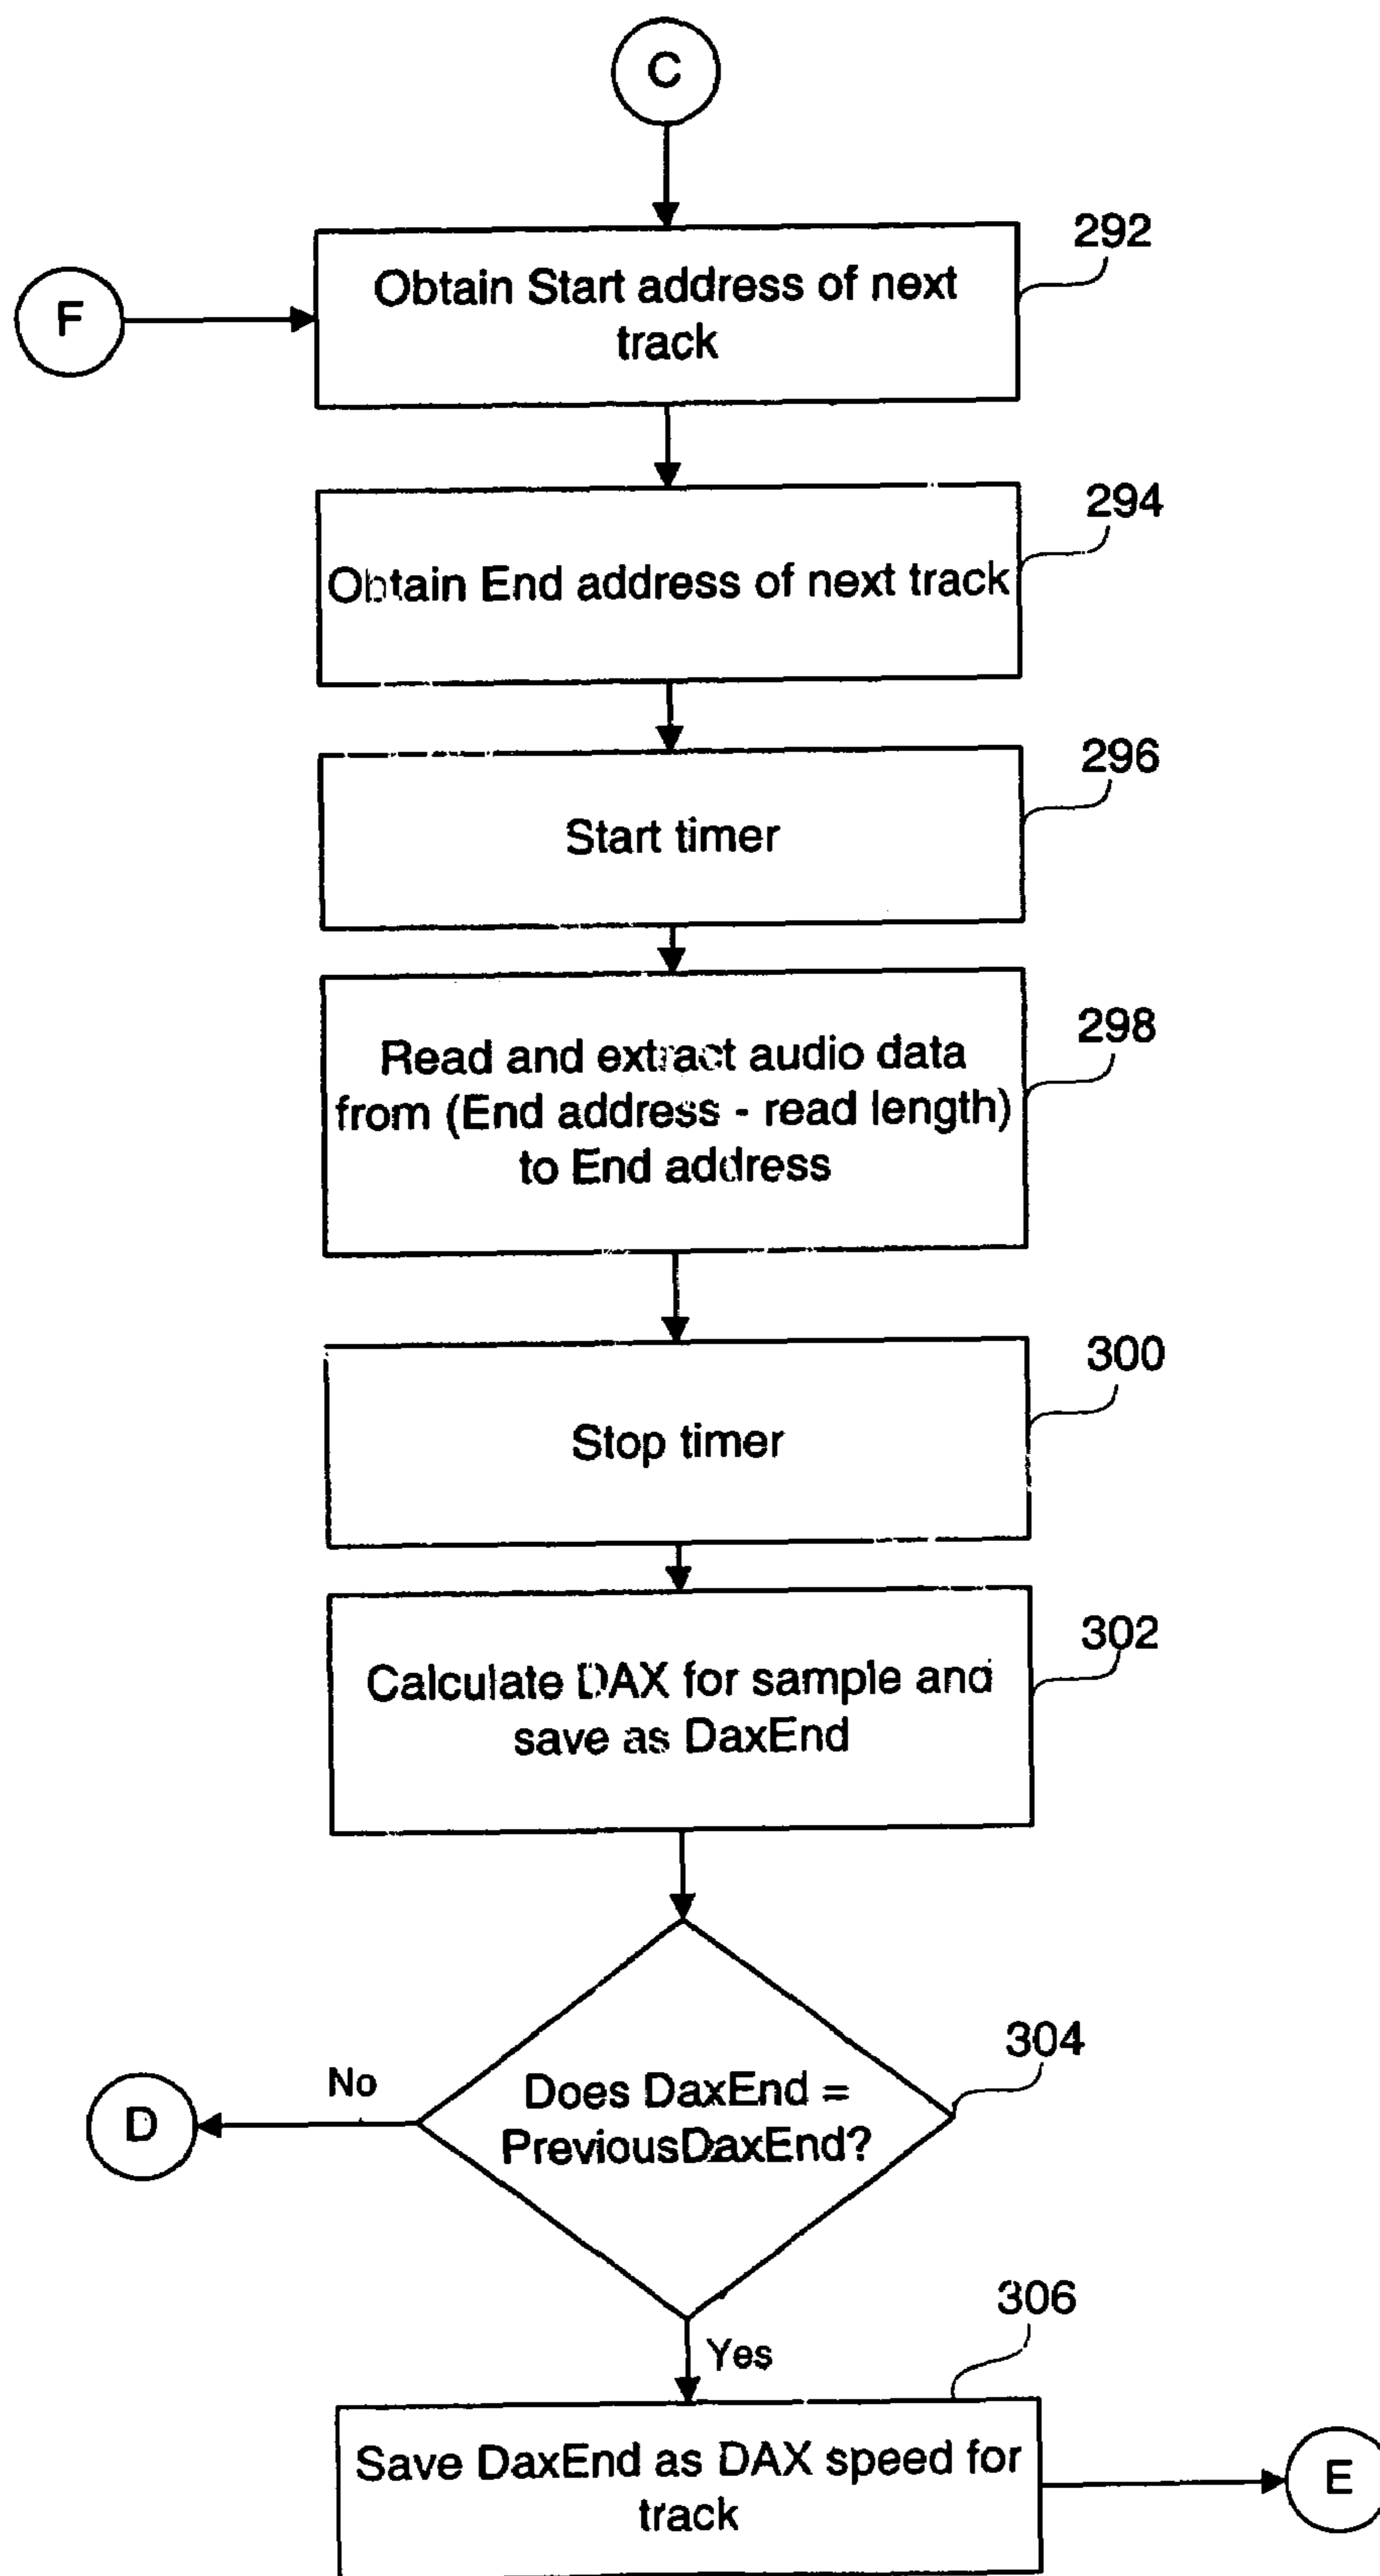 C
292
Obtain Start address of next
track
F
294
Obtain End address of next track
296
Start timer
298
Read and extract audio data
from (End address - read length)
to End address
300
Stop timer
302
Calculate DAX for sample and
save as DaxEnd
304
Does DaxEnd =
PreviousDaxEnd?
No
D
Yes
306
Save DaxEnd as DAX speed for
track
E